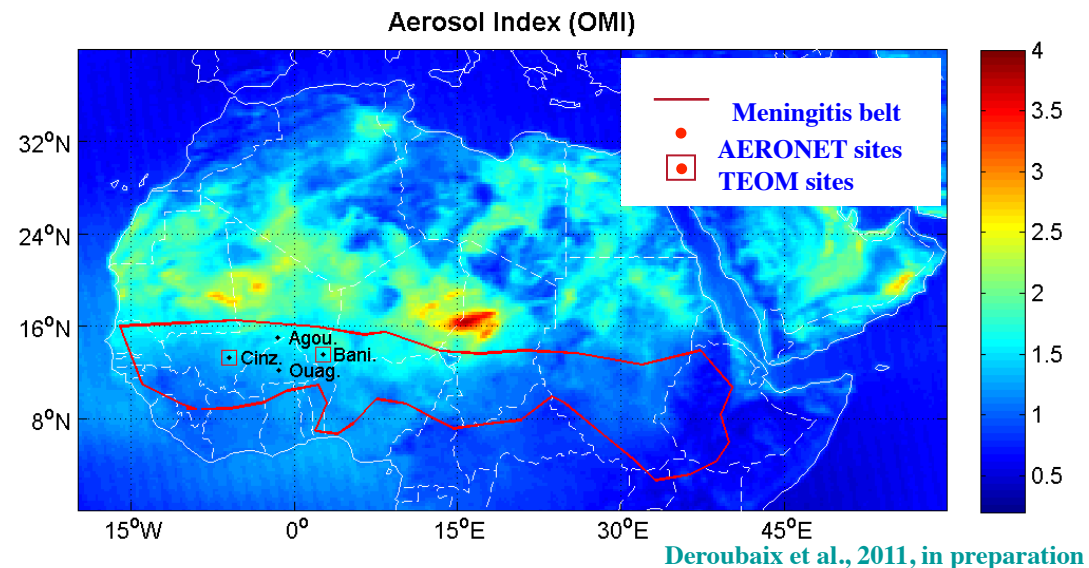 Aerosol Index (OMI)
Meningitis belt
AERONET sites
TEOM sites
32°N
24°N
16°N
8°N
Agou.
Cinz.
Bani.
Ouag.
15°W
0°
15°E
30°E
45°E
4
3.5
3
2.5
2
1.5
1
0.5
Deroubaix et al., 2011, in preparation